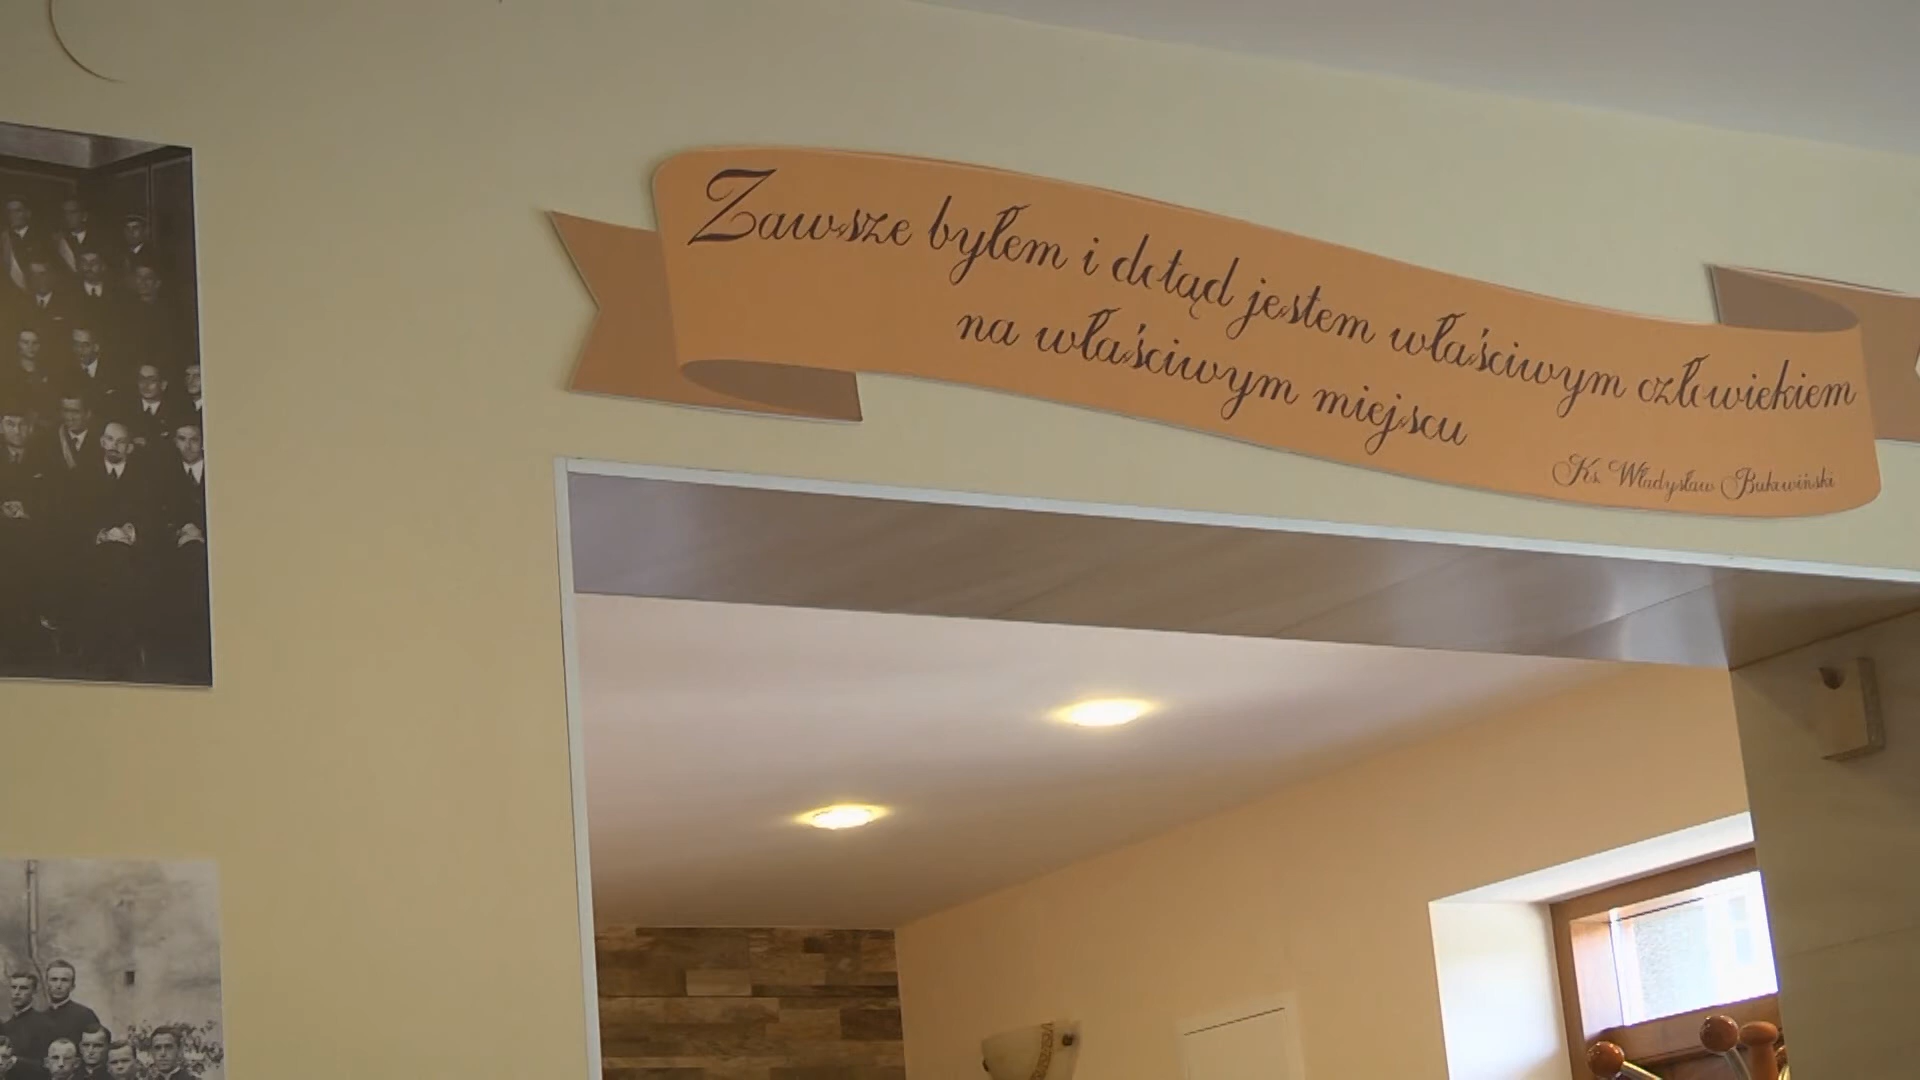 Zawsze byłem i dotąd jestem właściwym człowiekiem
na właściwym miejscu
Ks. Władysław Bukowiński